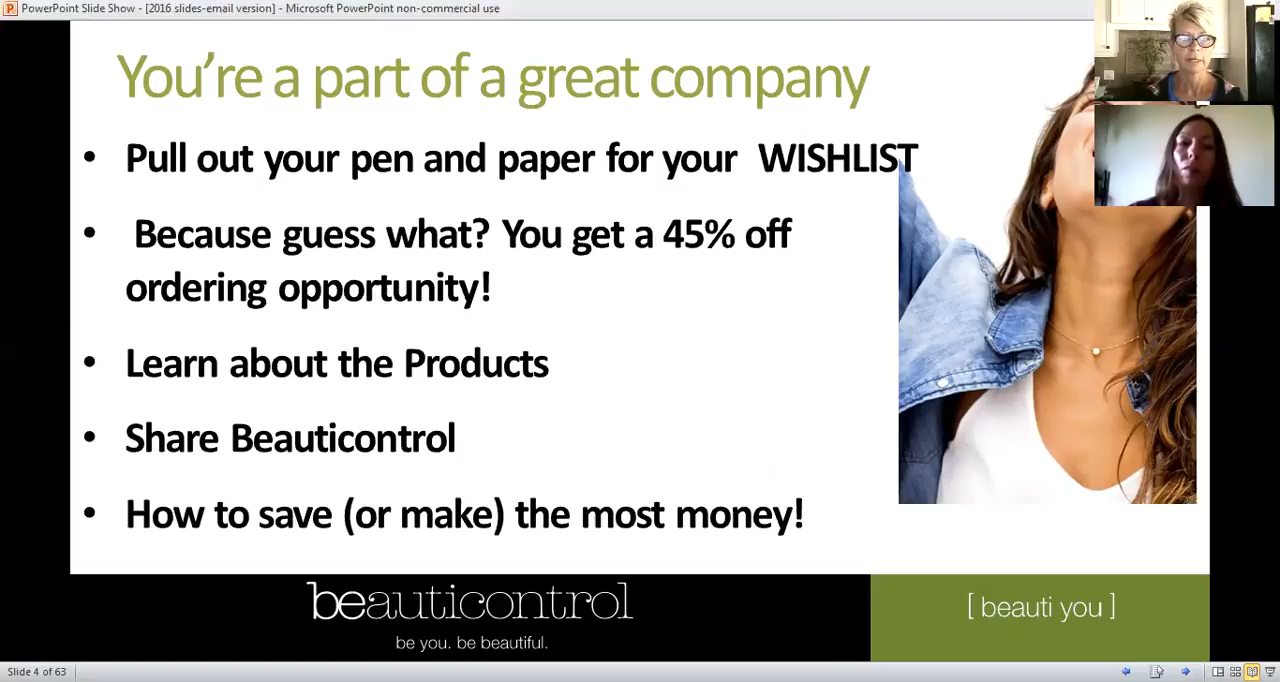 PowerPoint Slide Show - [2016 slides-email version] - Microsoft PowerPoint non-commercial use
You're a part of a great company
• Pull out your pen and paper for your WISHLIST
• Because guess what? You get a 45% off
ordering opportunity!
• Learn about the Products
• Share Beauticontrol
• How to save (or make) the most money!
beauticontrol
be you. be beautiful.
[ beauti you ]
Slide 4 of 63